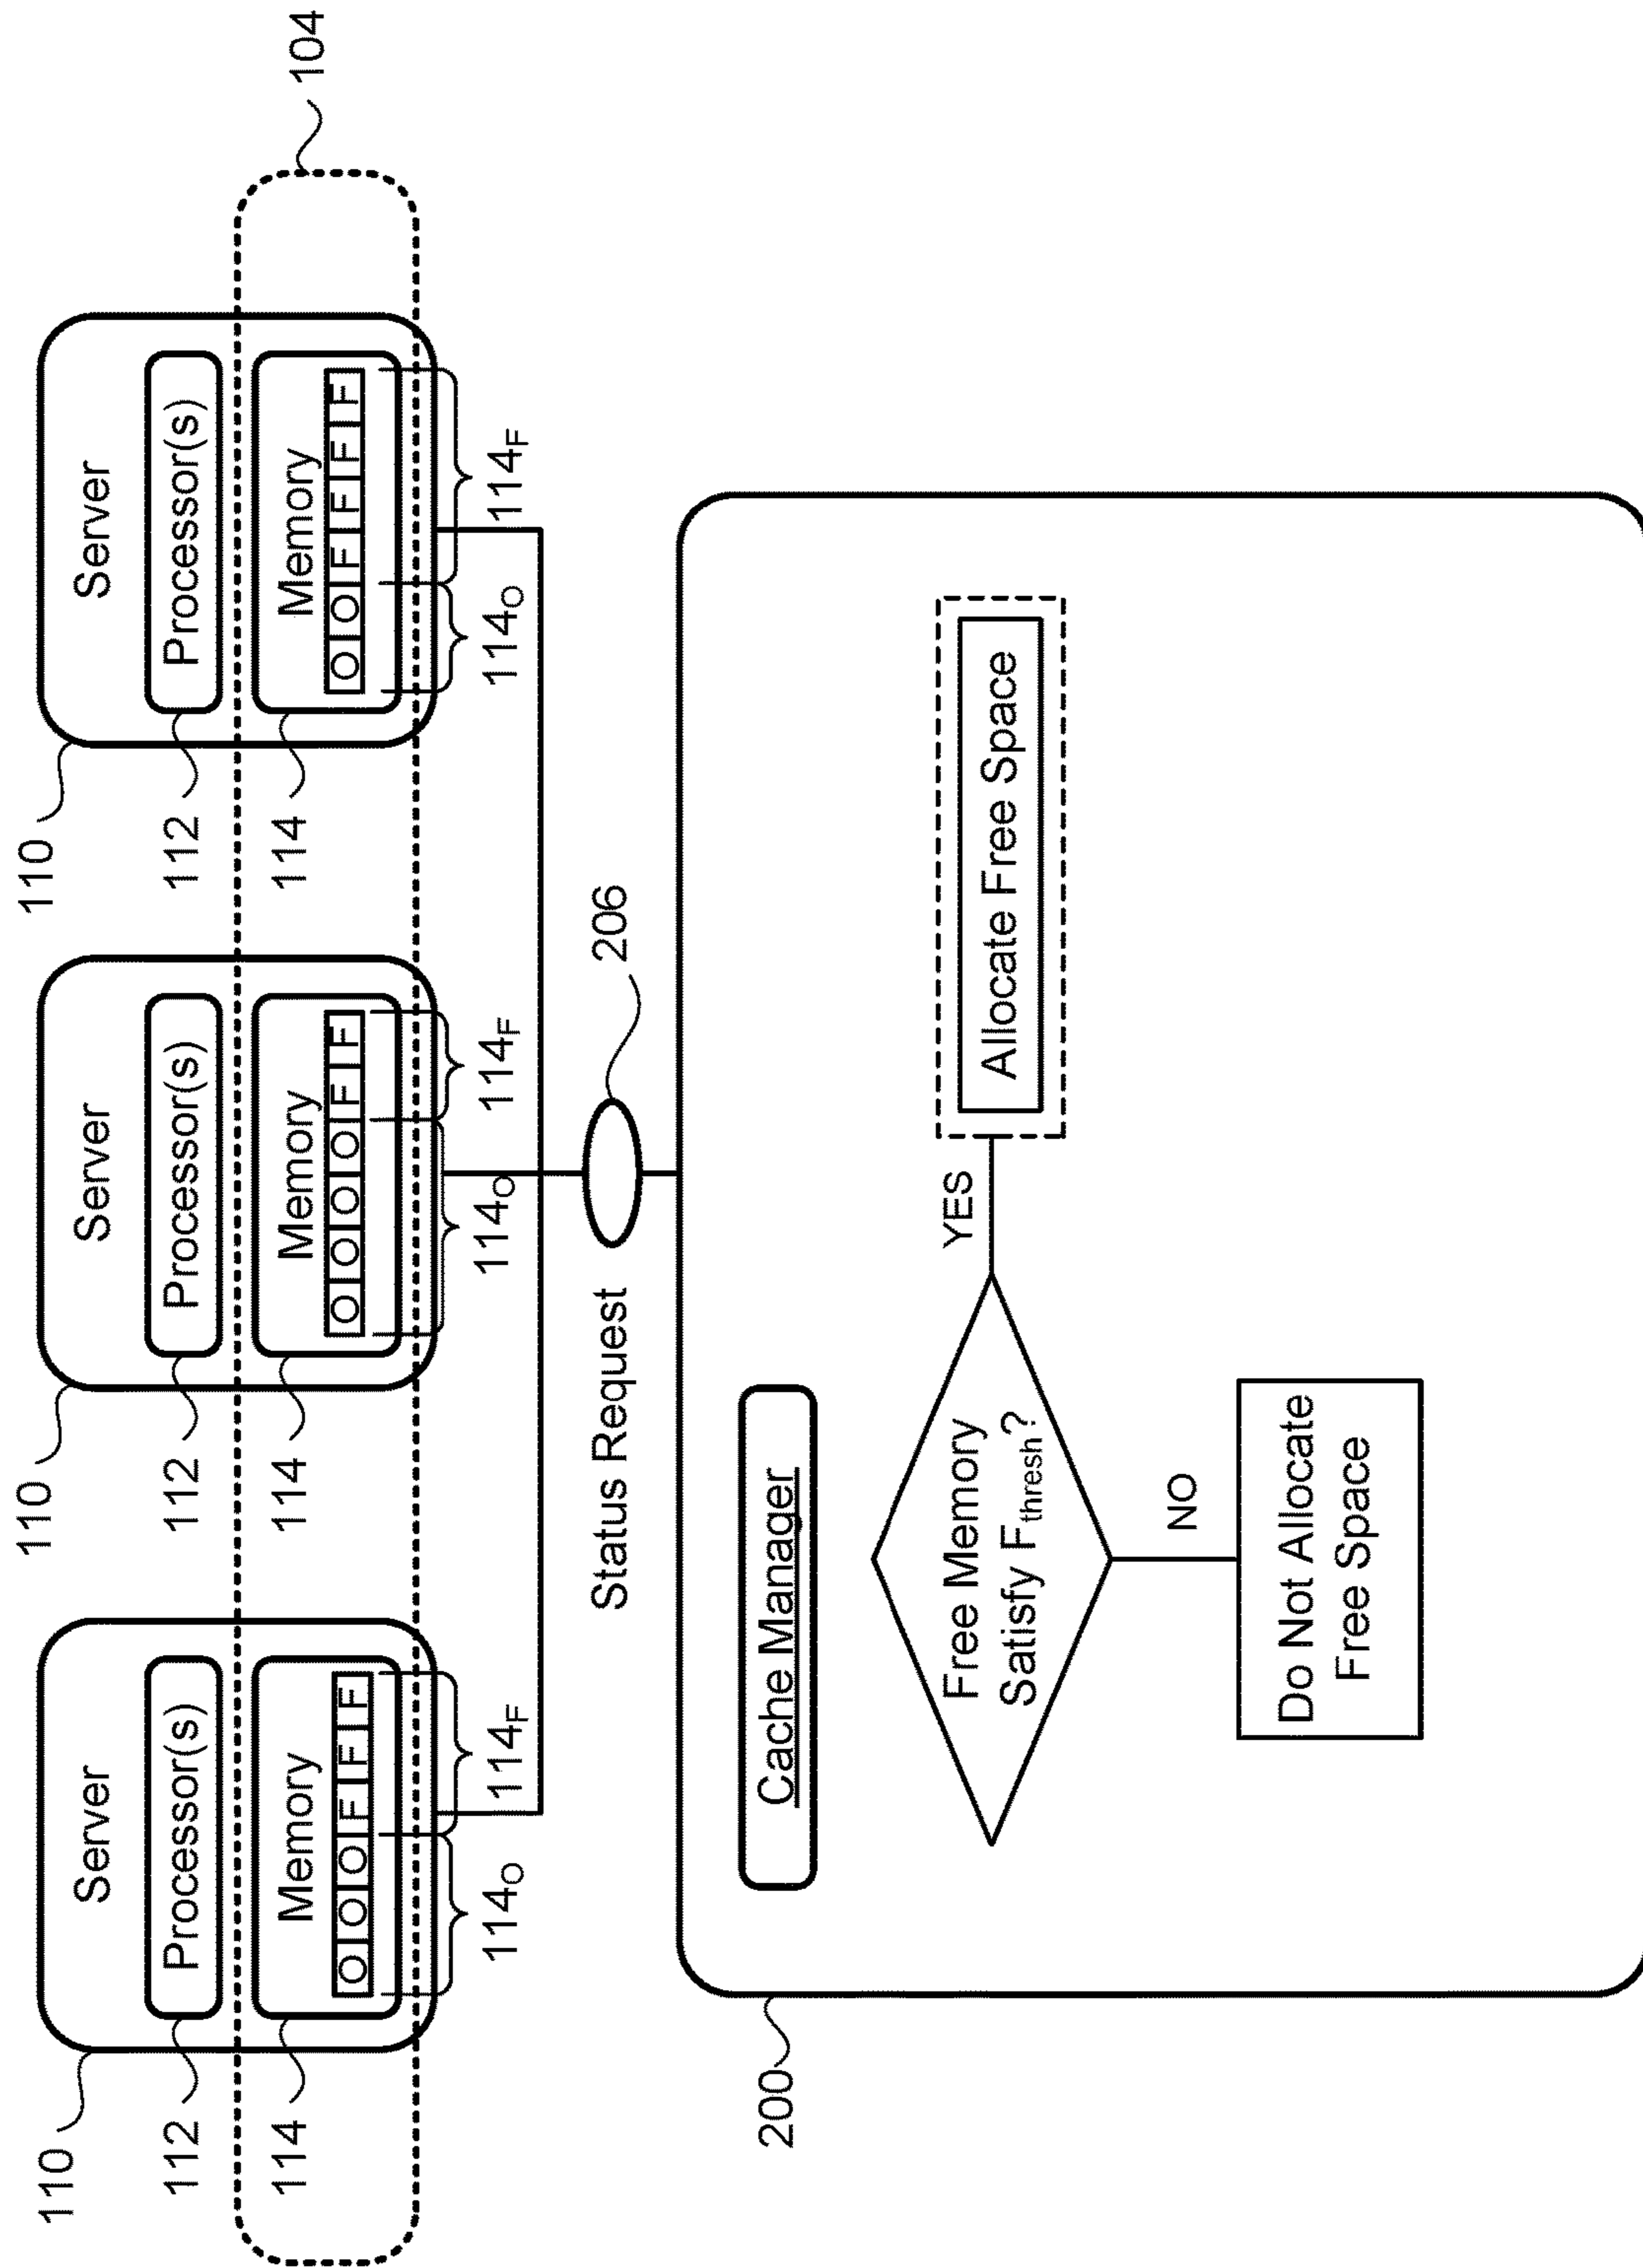 104
110
110
110
Server
Server
Server
112
Processor(s)
112
Processor(s)
112
Processor(s)
114
Memory
114
Memory
114
Memory
O O O F F F
O O O O F F
O O F F F F
114O
114F
114O
114F
114O
114F
Status Request
206
200
Cache Manager
Free Memory
Satisfy Fthresh?
YES
Allocate Free Space
NO
Do Not Allocate
Free Space